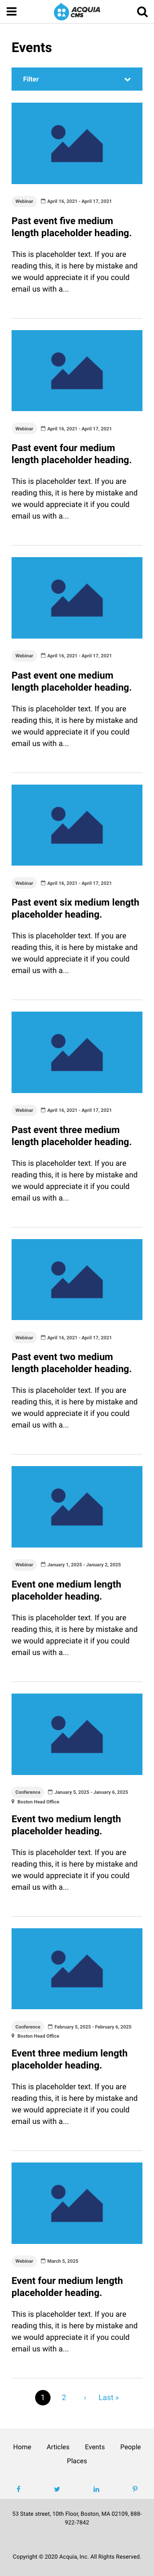 ACQUIA
CMS
Events
Filter
Webinar April 16, 2021 - April 17, 2021
Past event five medium
length placeholder heading.
This is placeholder text. If you are
reading this, it is here by mistake and
we would appreciate it if you could
email us with a...
Webinar April 16, 2021 - April 17, 2021
Past event four medium
length placeholder heading.
This is placeholder text. If you are
reading this, it is here by mistake and
we would appreciate it if you could
email us with a...
Webinar April 16, 2021 - April 17, 2021
Past event one medium
length placeholder heading.
This is placeholder text. If you are
reading this, it is here by mistake and
we would appreciate it if you could
email us with a...
Webinar April 16, 2021 - April 17, 2021
Past event six medium length
placeholder heading.
This is placeholder text. If you are
reading this, it is here by mistake and
we would appreciate it if you could
email us with a...
Webinar April 16, 2021 - April 17, 2021
Past event three medium
length placeholder heading.
This is placeholder text. If you are
reading this, it is here by mistake and
we would appreciate it if you could
email us with a...
Webinar April 16, 2021 - April 17, 2021
Past event two medium
length placeholder heading.
This is placeholder text. If you are
reading this, it is here by mistake and
we would appreciate it if you could
email us with a...
Webinar January 1, 2025 - January 2, 2025
Event one medium length
placeholder heading.
This is placeholder text. If you are
reading this, it is here by mistake and
we would appreciate it if you could
email us with a...
Conference January 5, 2025 - January 6, 2025
Boston Head Office
Event two medium length
placeholder heading.
This is placeholder text. If you are
reading this, it is here by mistake and
we would appreciate it if you could
email us with a...
Conference February 5, 2025 - February 6, 2025
Boston Head Office
Event three medium length
placeholder heading.
This is placeholder text. If you are
reading this, it is here by mistake and
we would appreciate it if you could
email us with a...
Webinar March 5, 2025
Event four medium length
placeholder heading.
This is placeholder text. If you are
reading this, it is here by mistake and
we would appreciate it if you could
email us with a...
1 2 › Last »
Home Articles Events People
Places
53 State street, 10th Floor, Boston, MA 02109, 888-
922-7842
Copyright © 2020 Acquia, Inc. All Rights Reserved.